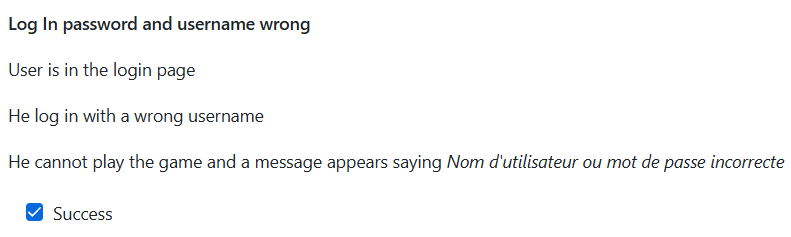 Log In password and username wrong
User is in the login page
He log in with a wrong username
He cannot play the game and a message appears saying Nom d'utilisateur ou mot de passe incorrecte
Success